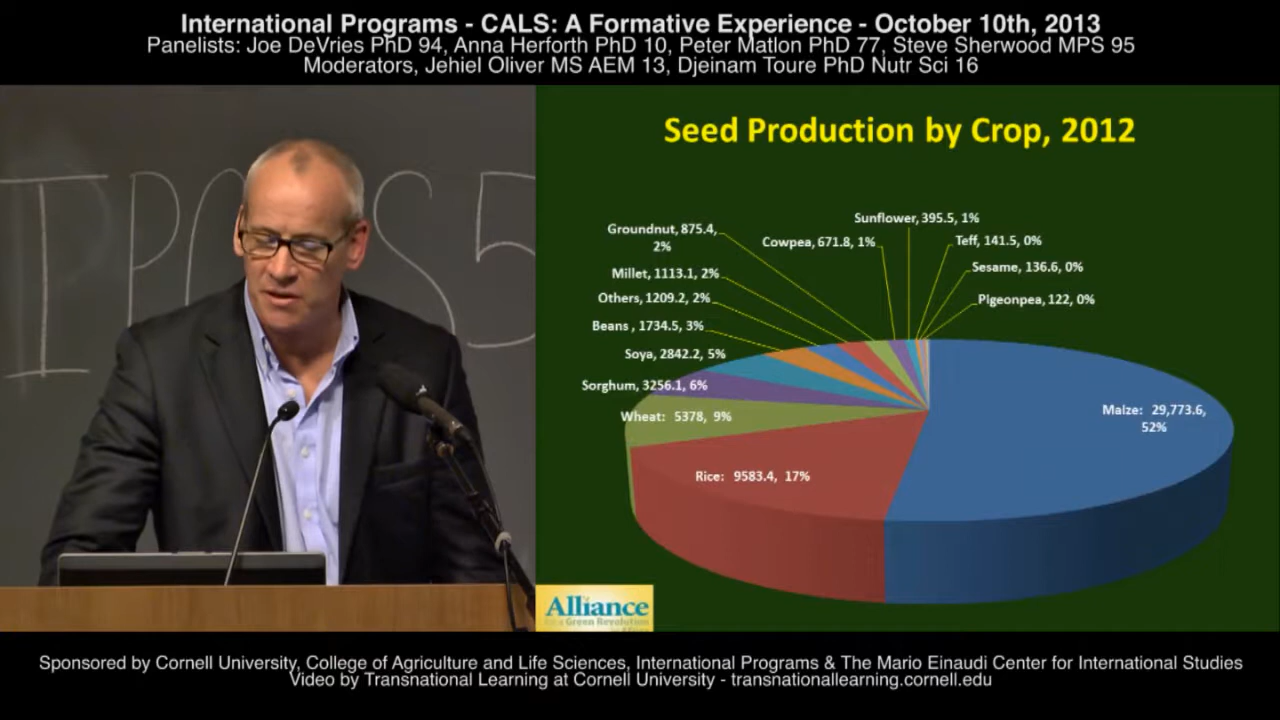 International Programs - CALS: A Formative Experience - October 10th, 2013
Panelists: Joe DeVries PhD 94, Anna Herforth PhD 10, Peter Matlon PhD 77, Steve Sherwood MPS 95
Moderators, Jehiel Oliver MS AEM 13, Djeinam Toure PhD Nutr Sci 16
Seed Production by Crop, 2012
Sunflower, 395.5, 1%
Groundnut, 875.4,
2%
Cowpea, 671.8, 1%
Teff, 141.5, 0%
Millet, 1113.1, 2%
Sesame, 136.6, 0%
Others, 1209.2, 2%
Pigeonpea, 122, 0%
Beans , 1734.5, 3%
Soya, 2842.2, 5%
Sorghum, 3256.1, 6%
Wheat: 5378, 9%
Maize: 29,773.6,
52%
Rice: 9583.4, 17%
Alliance
for a Green Revolution
Sponsored by Cornell University, College of Agriculture and Life Sciences, International Programs & The Mario Einaudi Center for International Studies
Video by Transnational Learning at Cornell University - transnationallearning.cornell.edu